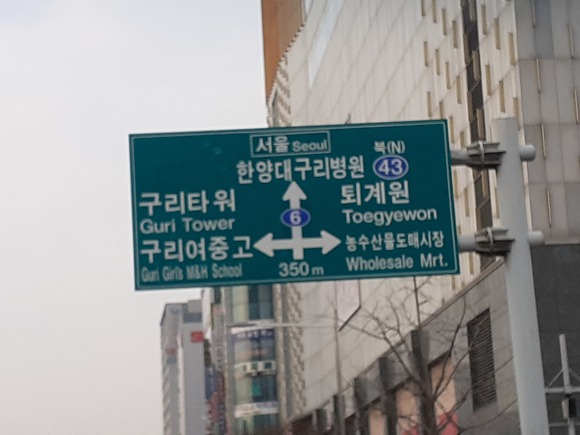 서울 Seoul
북(N)
한양대구리병원 43
구리타워
Guri Tower
6
퇴계원
Toegyewon
구리여중고
Guri Girl's M&H School
농수산물도매시장
Wholesale Mrt.
350m